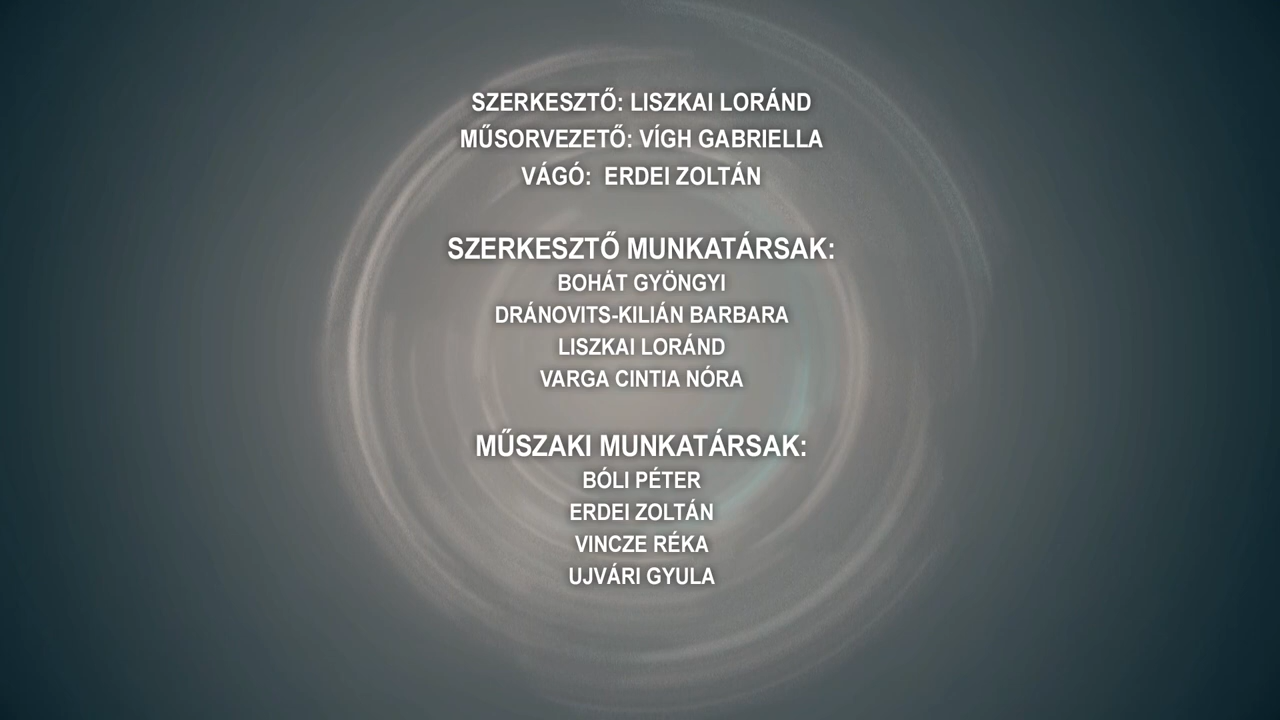 SZERKESZTŐ: LISZKAI LORÁND
MŰSORVEZETŐ: VÍGH GABRIELLA
VÁGÓ: ERDEI ZOLTÁN
SZERKESZTŐ MUNKATÁRSAK:
BOHÁT GYÖNGYI
DRÁNOVITS-KILIÁN BARBARA
LISZKAI LORÁND
VARGA CINTIA NÓRA
MŰSZAKI MUNKATÁRSAK:
BÓLI PÉTER
ERDEI ZOLTÁN
VINCZE RÉKA
UJVÁRI GYULA